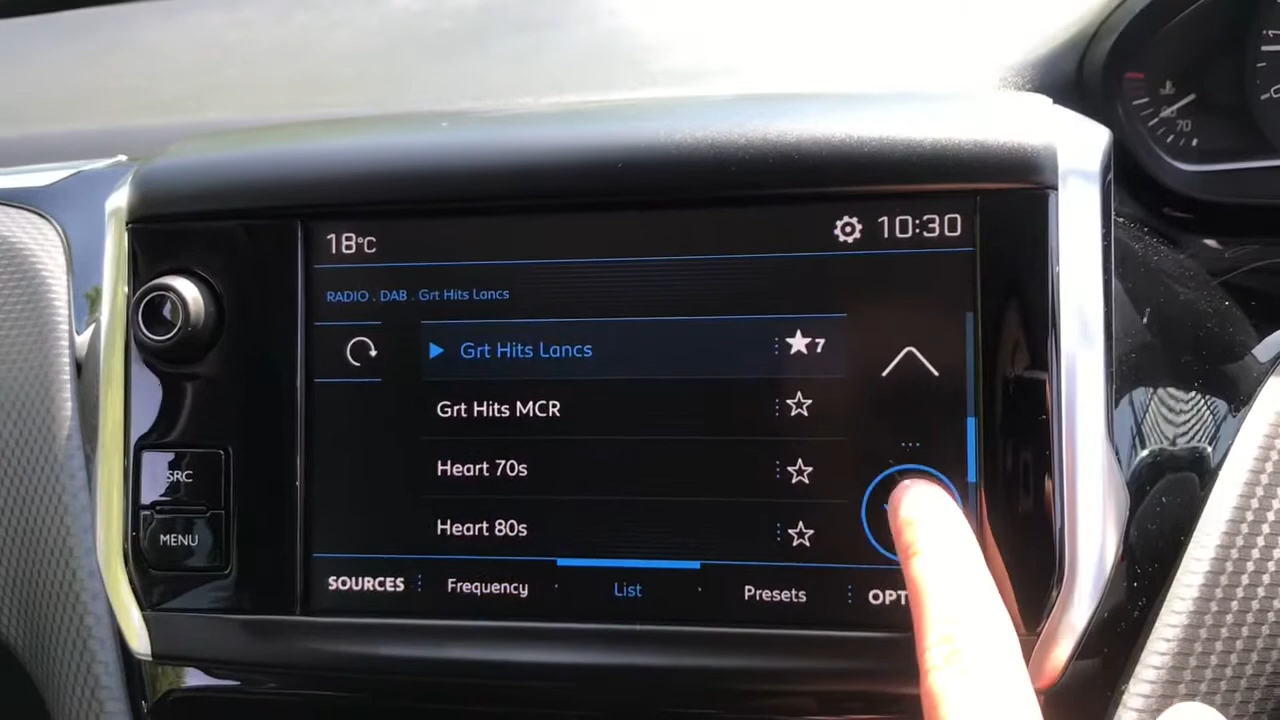 18°C
10:30
RADIO . DAB . Grt Hits Lancs
Grt Hits Lancs
7
Grt Hits MCR
Heart 70s
Heart 80s
SRC
MENU
SOURCES
Frequency
List
Presets
70